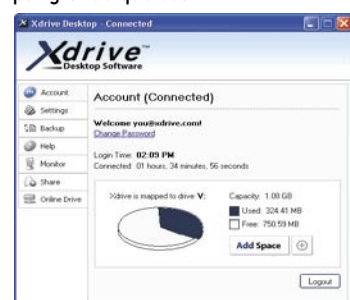 Xdrive Desktop - Connected
Xdrive™
Desktop Software
Account
Settings
Backup
Help
Monitor
Share
Online Drive
Account (Connected)
Welcome you@xdrive.com!
Change Password
Login Time: 02:09 PM
Connected: 01 hours, 34 minutes, 56 seconds
Xdrive is mapped to drive V:
Capacity: 1.00 GB
Used: 324.41 MB
Free: 750.59 MB
Add Space
Logout